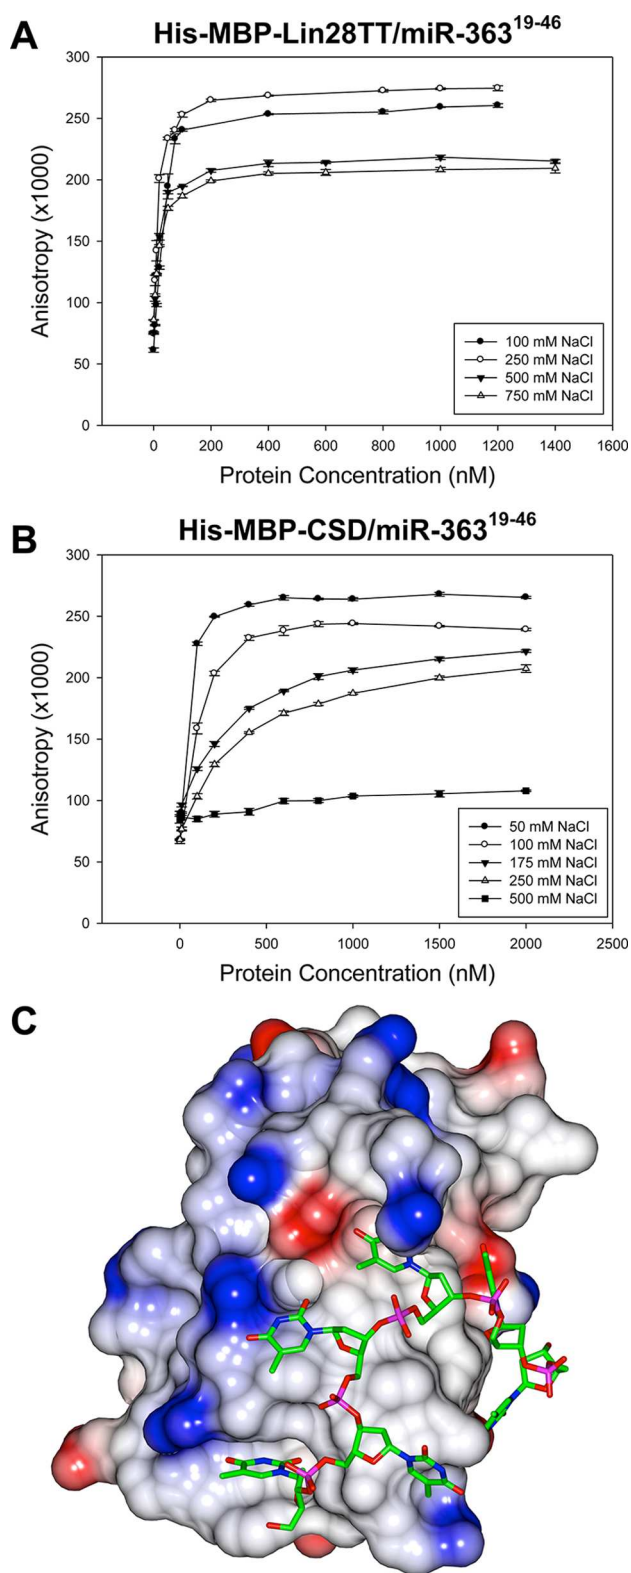 A
His-MBP-Lin28TT/miR-363^19-46
300
250
200
150
100
50
0
Anisotropy (x1000)
0 200 400 600 800 1000 1200 1400 1600
Protein Concentration (nM)
100 mM NaCl
250 mM NaCl
500 mM NaCl
750 mM NaCl
B
His-MBP-CSD/miR-363^19-46
300
250
200
150
100
50
0
Anisotropy (x1000)
0 500 1000 1500 2000 2500
Protein Concentration (nM)
50 mM NaCl
100 mM NaCl
175 mM NaCl
250 mM NaCl
500 mM NaCl
C